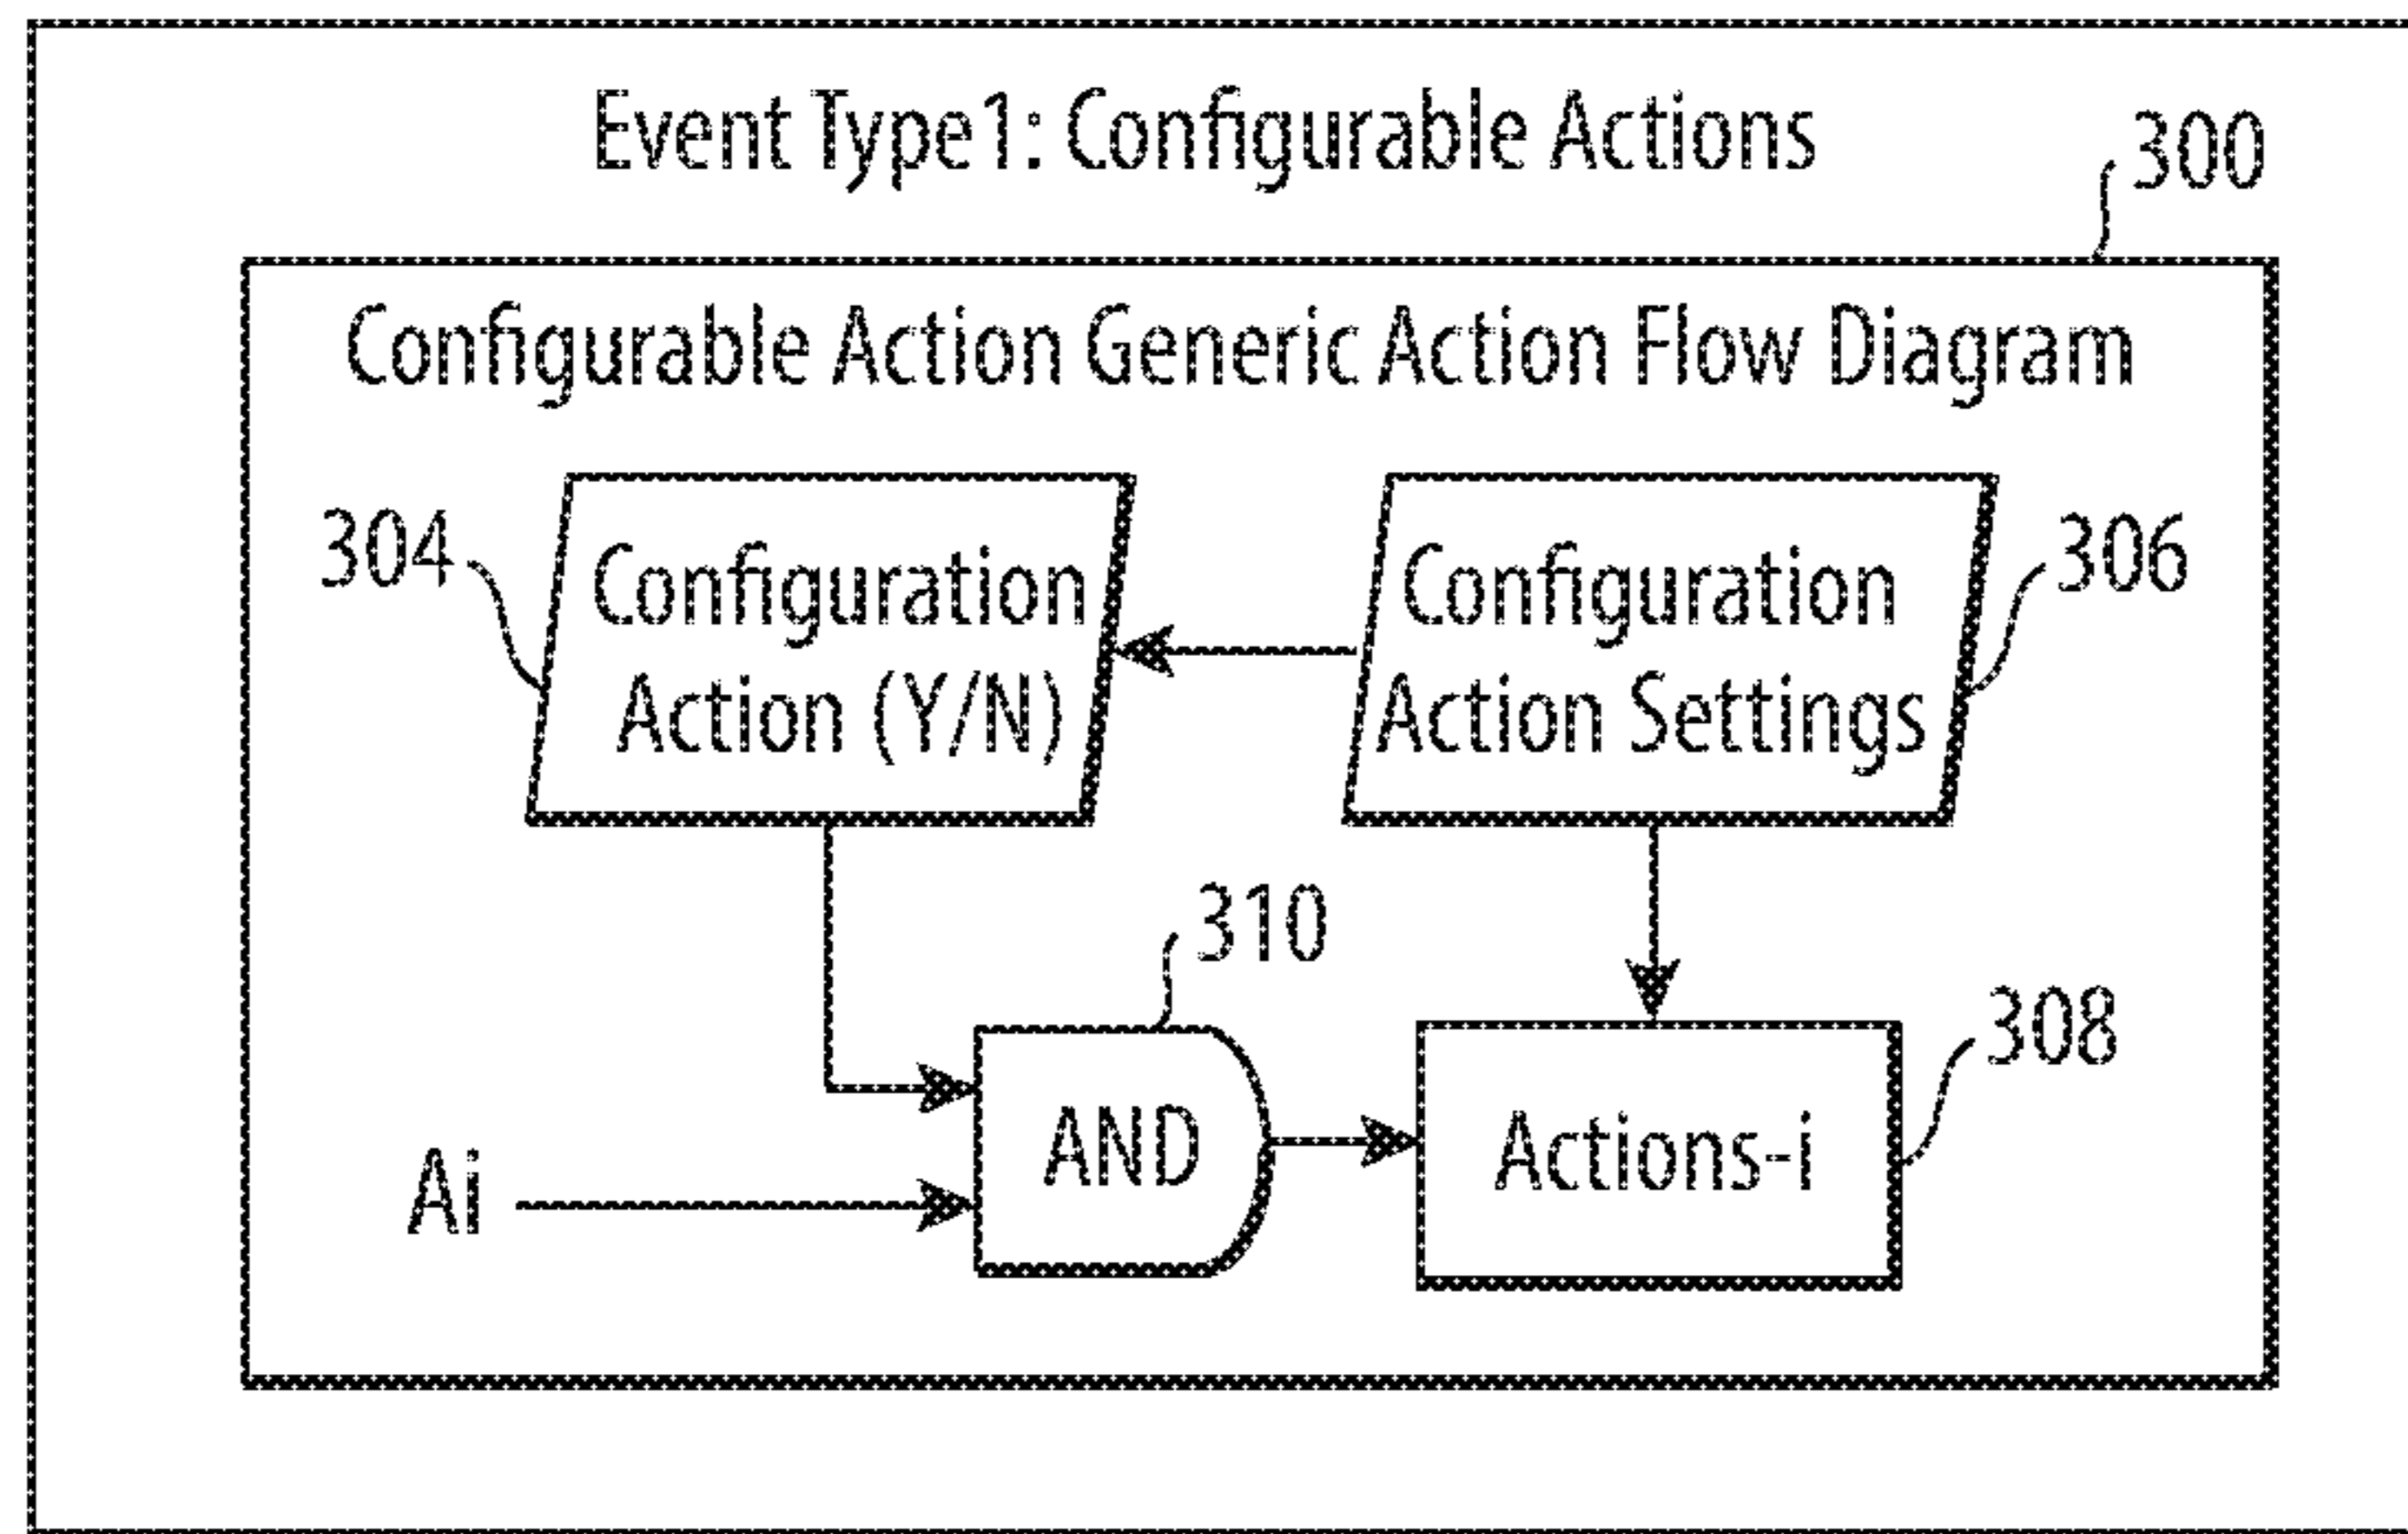 Event Type1: Configurable Actions
300
Configurable Action Generic Action Flow Diagram
304
Configuration
Action (Y/N)
Configuration
Action Settings
306
310
308
AND
Actions-i
Ai